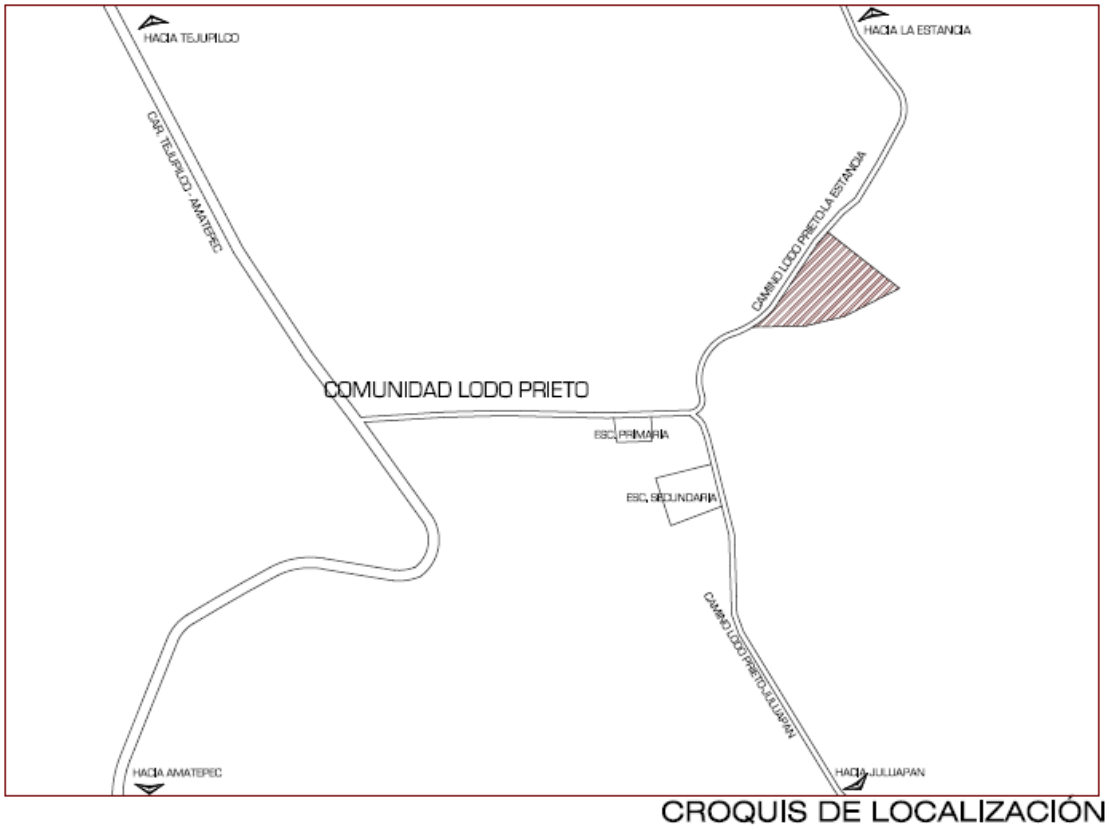 HACIA TEJUPILCO
HACIA LA ESTANCIA
CAR. TEJUPILCO - AMATEPEC
CAMINO LODO PRIETO-LA ESTANCIA
COMUNIDAD LODO PRIETO
ESC. PRIMARIA
ESC. SECUNDARIA
CAMINO LODO PRIETO-JULUAPAN
HACIA AMATEPEC
HACIA JULUAPAN
CROQUIS DE LOCALIZACIÓN